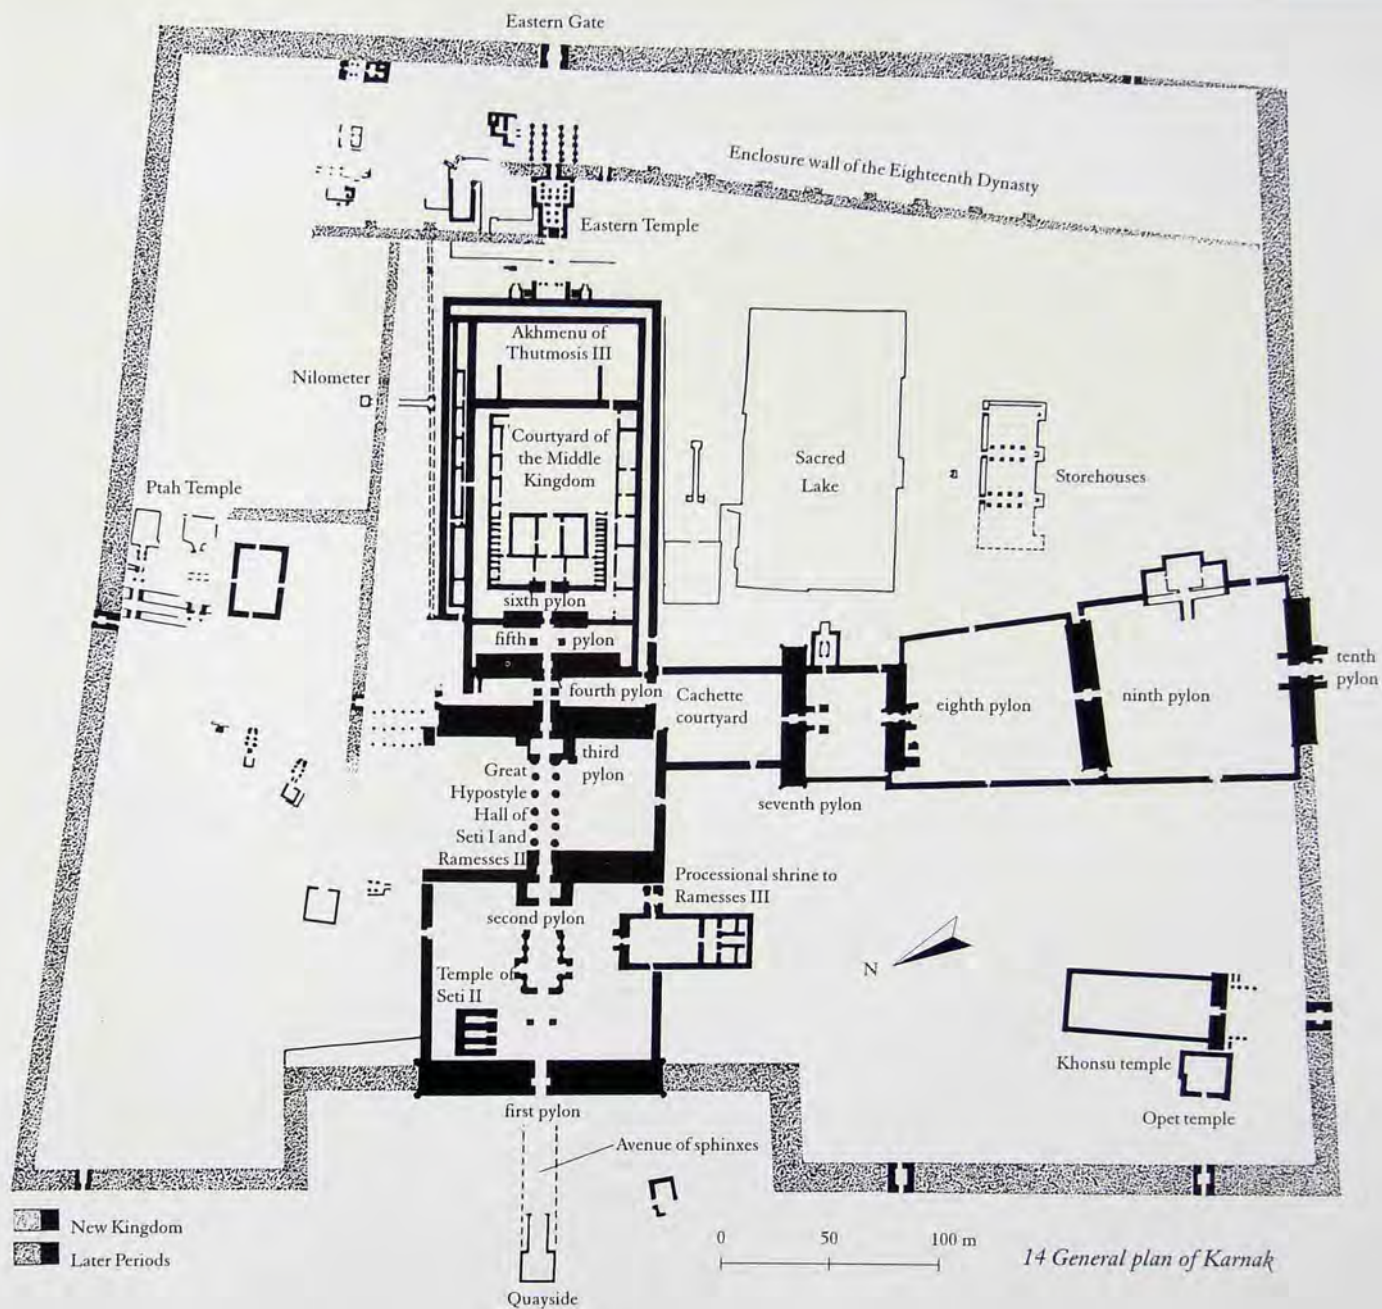 Eastern Gate
Enclosure wall of the Eighteenth Dynasty
Eastern Temple
Akhmenu of
Thutmosis III
Nilometer
Courtyard of
the Middle
Kingdom
Sacred
Lake
Storehouses
Ptah Temple
sixth pylon
fifth pylon
fourth pylon
Cachette
courtyard
eighth pylon
ninth pylon
tenth
pylon
third
pylon
seventh pylon
Great
Hypostyle
Hall of
Seti I and
Ramesses II
Processional shrine to
Ramesses III
second pylon
Temple of
Seti II
N
Khonsu temple
Opet temple
first pylon
Avenue of sphinxes
New Kingdom
Later Periods
0 50 100 m
14 General plan of Karnak
Quayside